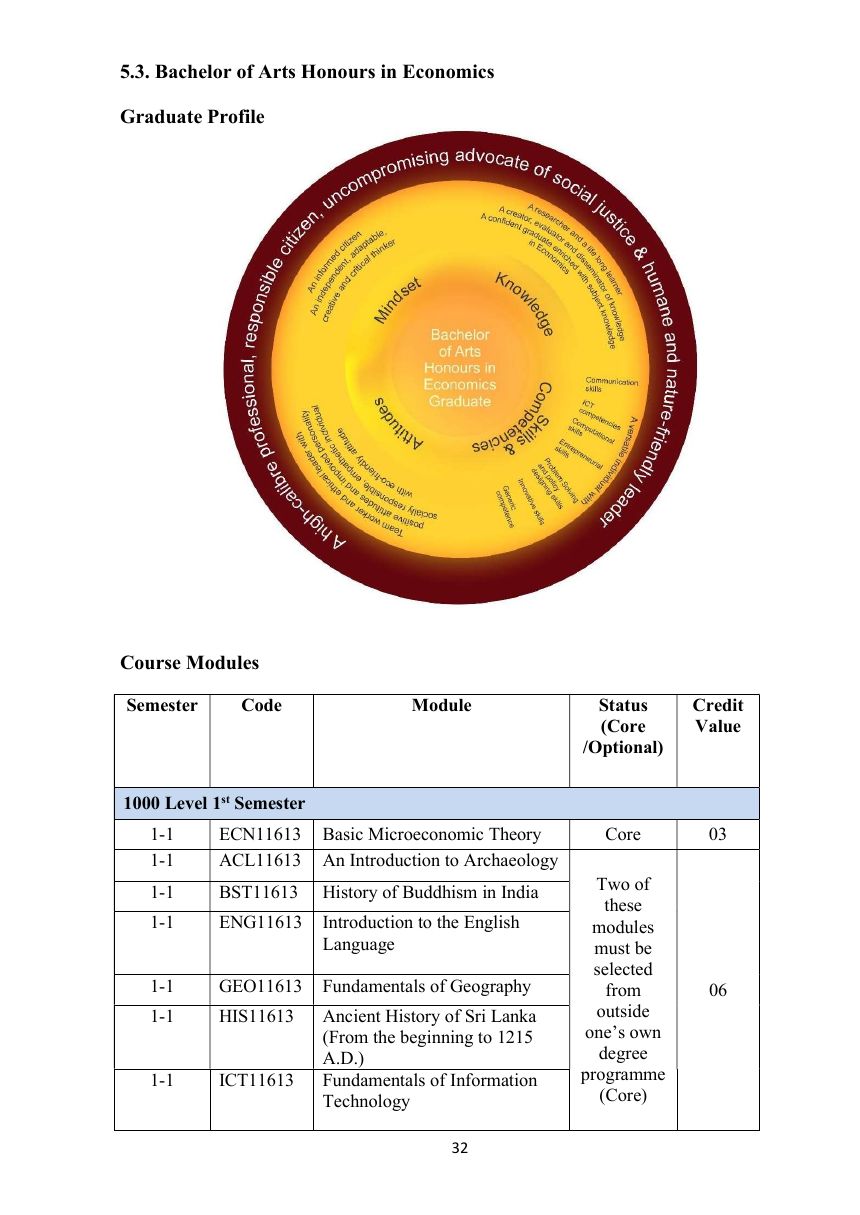 5.3. Bachelor of Arts Honours in Economics
Graduate Profile
A high-calibre professional, responsible citizen, uncompromising advocate of social justice & humane and nature-friendly leader
An informed citizen
An independent, adaptable,
creative and critical thinker
Mindset
A researcher and a life long learner
A creator, evaluator and disseminator of knowledge
A confident graduate enriched with subject knowledge
in Economics
Knowledge
Bachelor
of Arts
Honours in
Economics
Graduate
Attitudes
Team worker and ethical leader with
positive attitudes and improved personality
socially responsible, empathetic individual
with eco-friendly attitude
Skills &
Competencies
A versatile individual with
Communication
skills
ICT
competencies
Computational
skills
Entrepreneurial
skills
Problem Solving
and policy
designing skills
Innovative skills
Generic
competence
Course Modules
Semester Code Module Status
(Core
/Optional) Credit
Value
1000 Level 1st Semester
1-1 ECN11613 Basic Microeconomic Theory Core 03
1-1 ACL11613 An Introduction to Archaeology
1-1 BST11613 History of Buddhism in India
1-1 ENG11613 Introduction to the English
Language
1-1 GEO11613 Fundamentals of Geography
1-1 HIS11613 Ancient History of Sri Lanka
(From the beginning to 1215
A.D.)
1-1 ICT11613 Fundamentals of Information
Technology
Two of
these
modules
must be
selected
from
outside
one’s own
degree
programme
(Core)
06
32